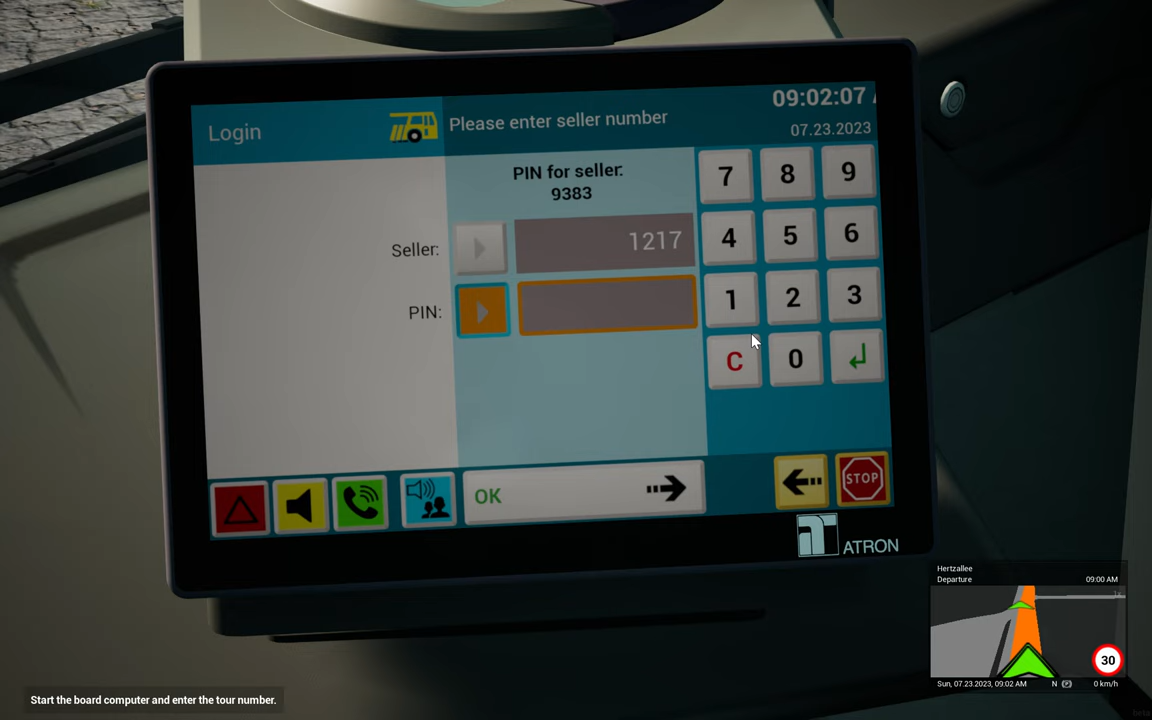 Login
Please enter seller number
09:02:07
07.23.2023
PIN for seller:
9383
Seller:
1217
PIN:
7 8 9
4 5 6
1 2 3
C 0
OK
STOP
ATRON
Hertzallee
Departure 09:00 AM
30
Sun, 07.23.2023, 09:02 AM N P 0 km/h
Start the board computer and enter the tour number.